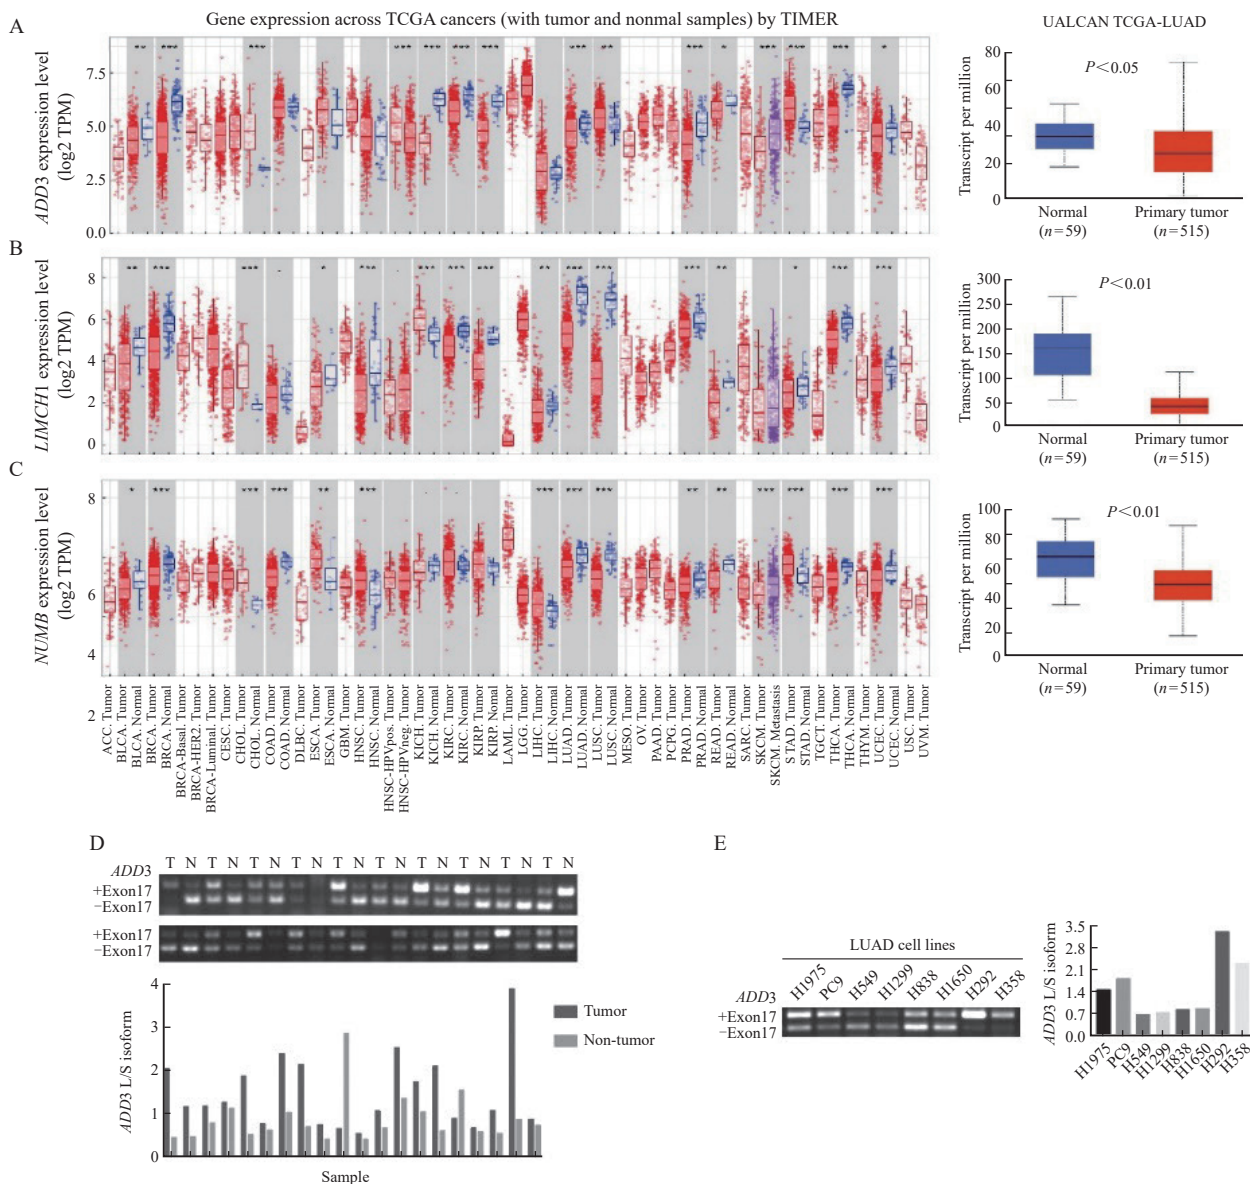 Gene expression across TCGA cancers (with tumor and nonmal samples) by TIMER
UALCAN TCGA-LUAD
A
ADD3 expression level
(log2 TPM)
7.5
5.0
2.5
0.0
Transcript per million
80
60
40
20
0
P<0.05
Normal
(n=59)
Primary tumor
(n=515)
B
LIMCH1 expression level
(log2 TPM)
8
6
4
2
0
Transcript per million
300
250
200
150
100
50
0
P<0.01
Normal
(n=59)
Primary tumor
(n=515)
C
NUMB expression level
(log2 TPM)
8
6
4
2
Transcript per million
100
80
60
40
60
40
20
0
P<0.01
Normal
(n=59)
Primary tumor
(n=515)
ACC. Tumor
BLCA. Tumor
BLCA. Normal
BRCA. Tumor
BRCA. Normal
BRCA-Basal. Tumor
BRCA-HER2. Tumor
BRCA-Luminal. Tumor
CESC. Tumor
CHOL. Tumor
CHOL. Normal
COAD. Tumor
COAD. Normal
DLBC. Tumor
ESCA. Tumor
ESCA. Normal
GBM. Tumor
HNSC. Tumor
HNSC. Normal
HNSC-HPVpos. Tumor
HNSC-HPVneg. Tumor
KICH. Tumor
KICH. Normal
KIRC. Tumor
KIRC. Normal
KIRP. Tumor
KIRP. Normal
LAML. Tumor
LGG. Tumor
LIHC. Tumor
LIHC. Normal
LUAD. Tumor
LUAD. Normal
LUSC. Tumor
LUSC. Normal
MESO. Tumor
OV. Tumor
PAAD. Tumor
PCPG. Tumor
PRAD. Tumor
PRAD. Normal
READ. Tumor
READ. Normal
SARC. Tumor
SKCM. Tumor
SKCM. Metastasis
STAD. Tumor
STAD. Normal
TGCT. Tumor
THCA. Tumor
THCA. Normal
THYM. Tumor
UCEC. Tumor
UCEC. Normal
USC. Tumor
UVM. Tumor
D
T N T N T N T N T N T N T N T N T N T N
ADD3
+Exon17
−Exon17
+Exon17
−Exon17
ADD3 L/S isoform
4
3
2
1
0
Tumor
Non-tumor
Sample
E
LUAD cell lines
H1975 PC9 H549 H1299 H838 H1650 H292 H358
ADD3
+Exon17
−Exon17
ADD3 L/S isoform
3.5
2.8
2.1
1.4
0.7
0.0
H1975 PC9 H549 H1299 H838 H1650 H292 H358